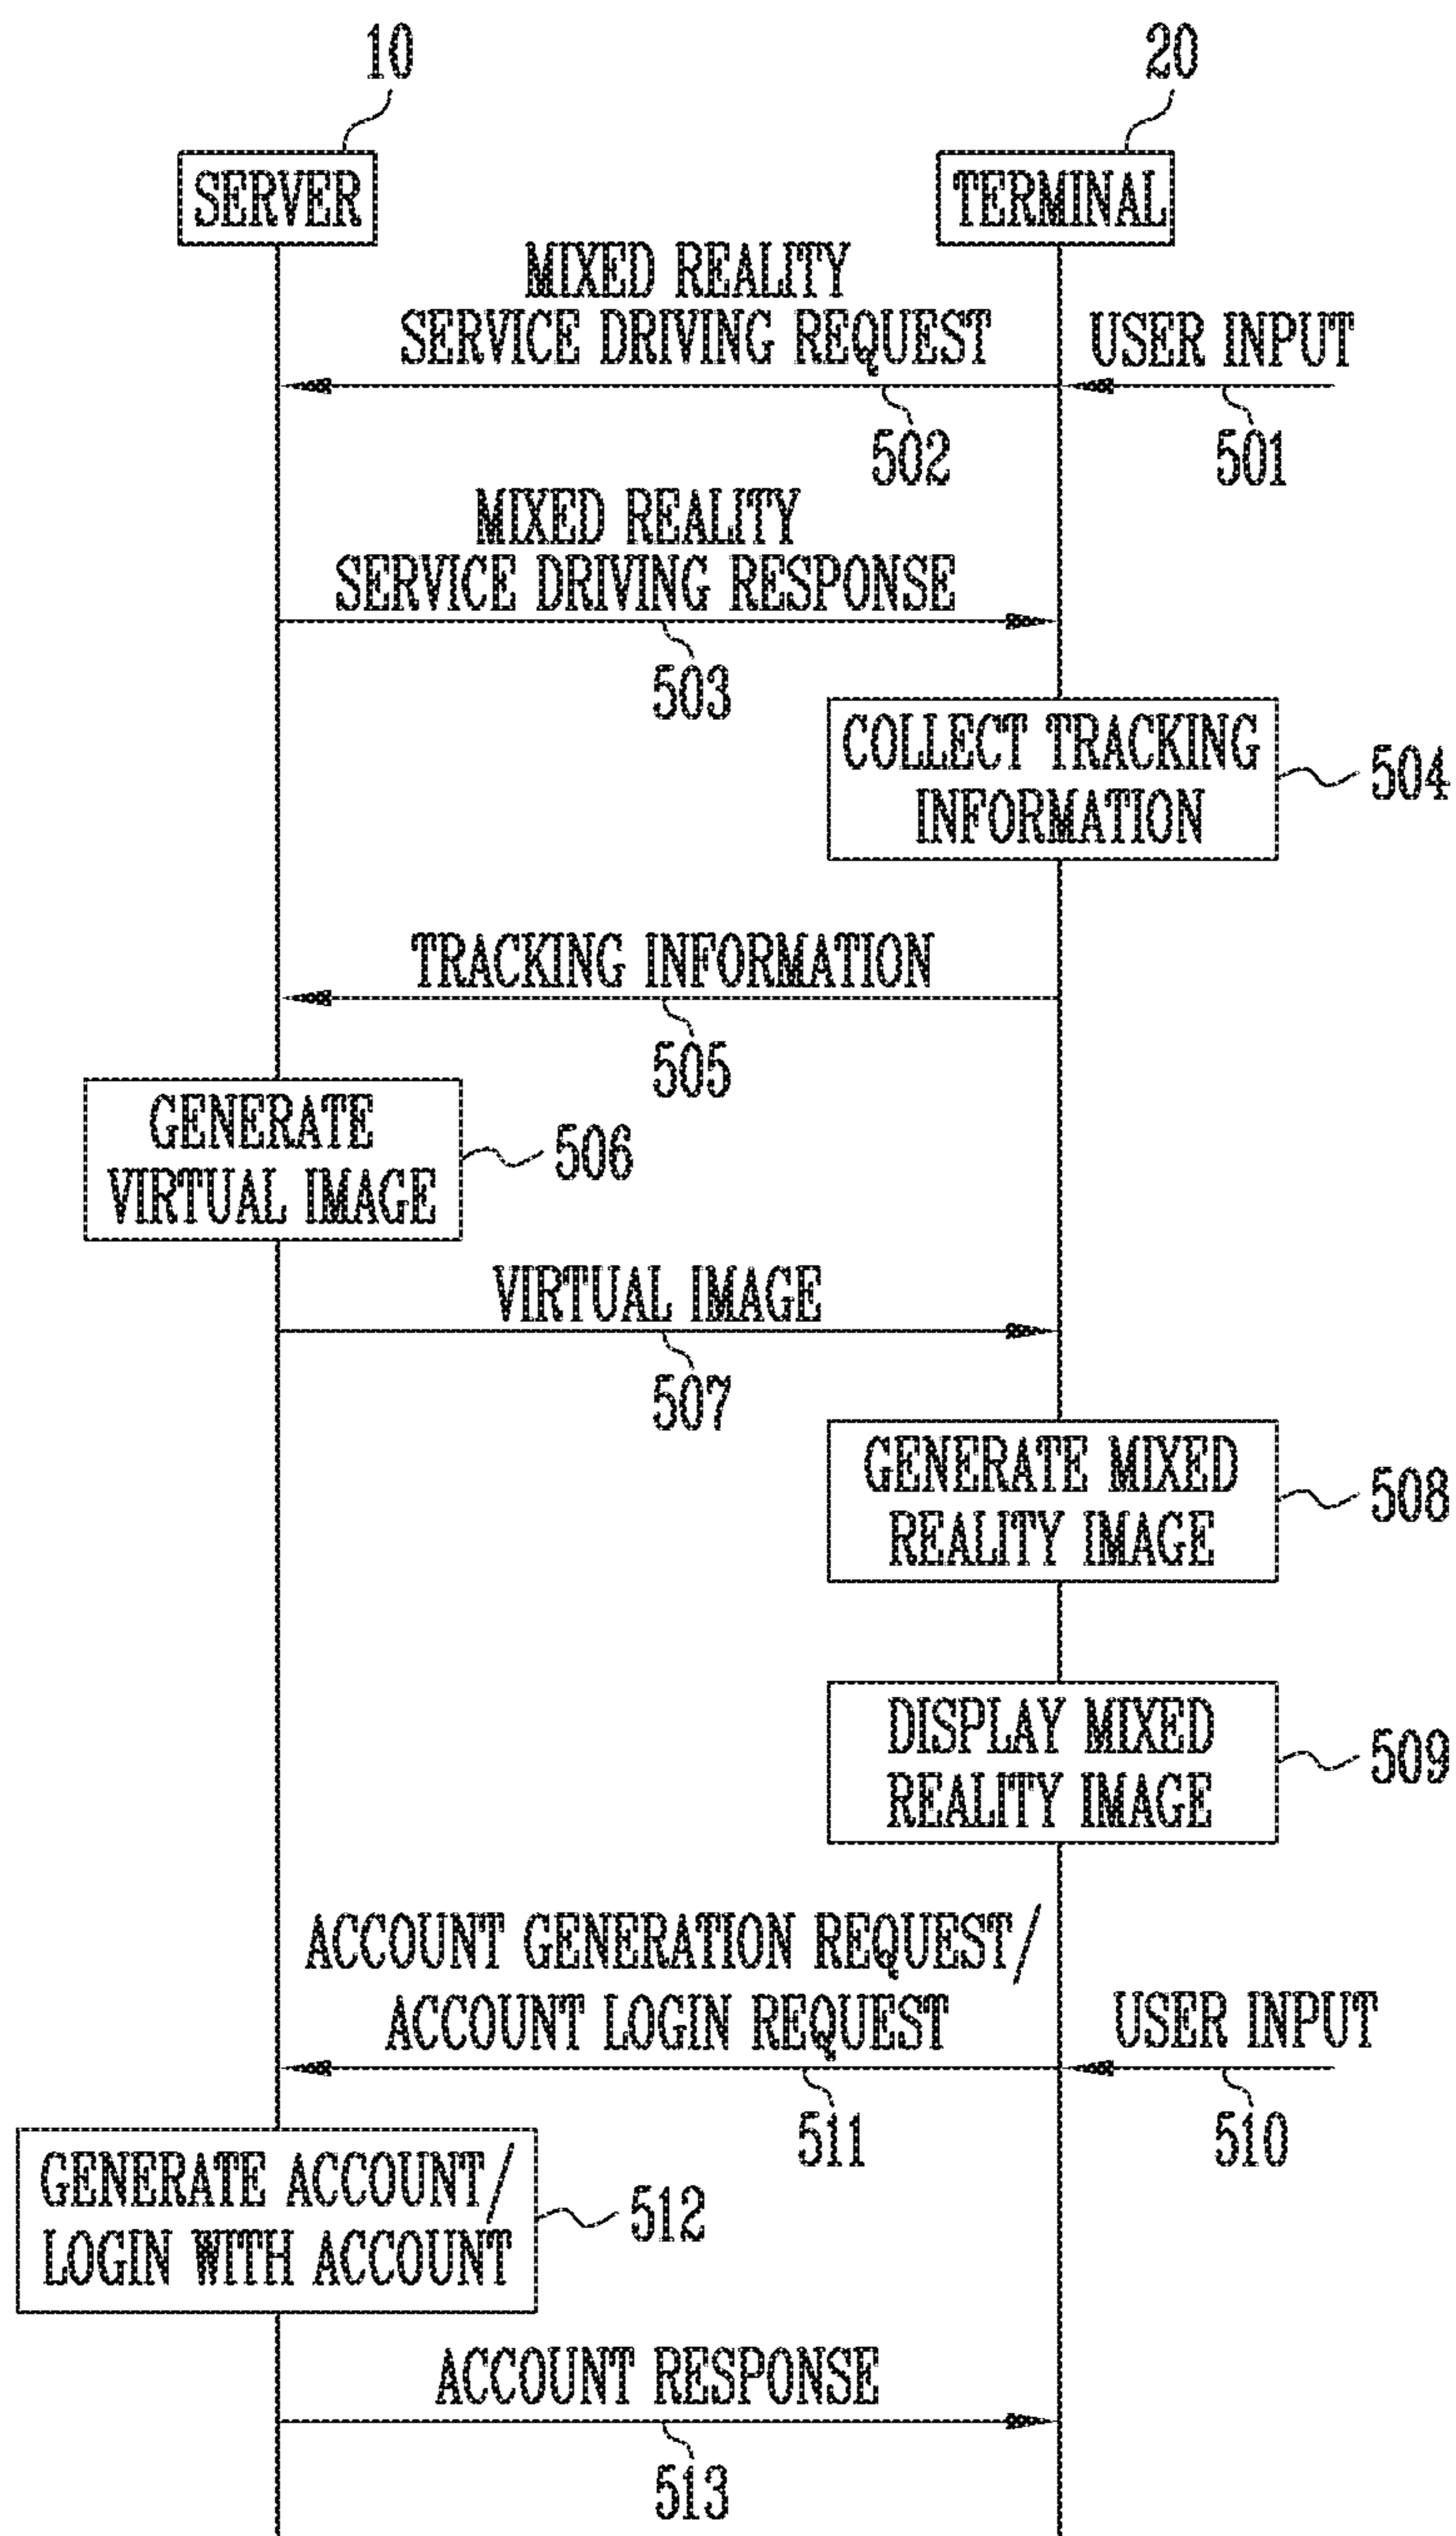 10
20
SERVER
TERMINAL
MIXED REALITY
SERVICE DRIVING REQUEST
USER INPUT
502
501
MIXED REALITY
SERVICE DRIVING RESPONSE
503
COLLECT TRACKING
INFORMATION
504
TRACKING INFORMATION
505
GENERATE
VIRTUAL IMAGE
506
VIRTUAL IMAGE
507
GENERATE MIXED
REALITY IMAGE
508
DISPLAY MIXED
REALITY IMAGE
509
ACCOUNT GENERATION REQUEST/
ACCOUNT LOGIN REQUEST
USER INPUT
511
510
GENERATE ACCOUNT/
LOGIN WITH ACCOUNT
512
ACCOUNT RESPONSE
513